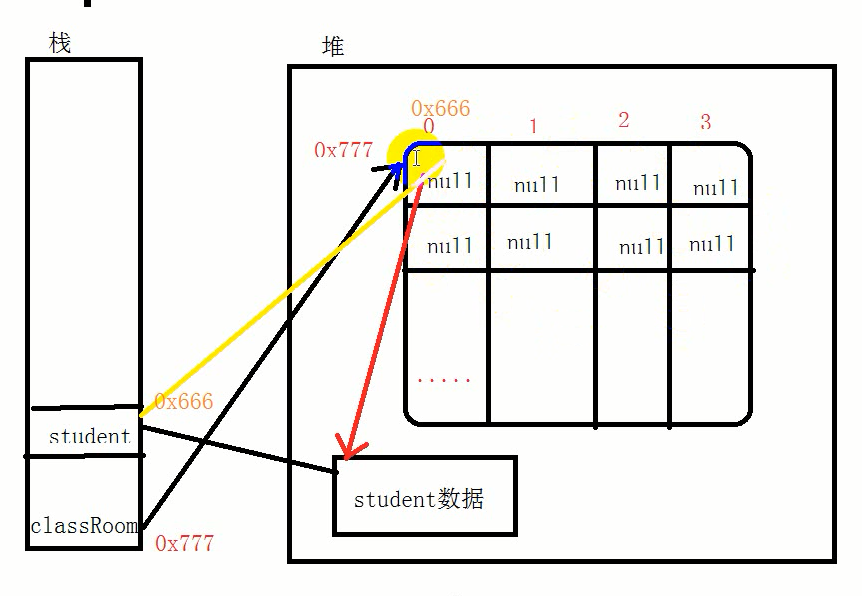 栈
堆
0x666
0 1 2 3
0x777
null null null null
null null null null
.....
0x666
student
student数据
classRoom
0x777